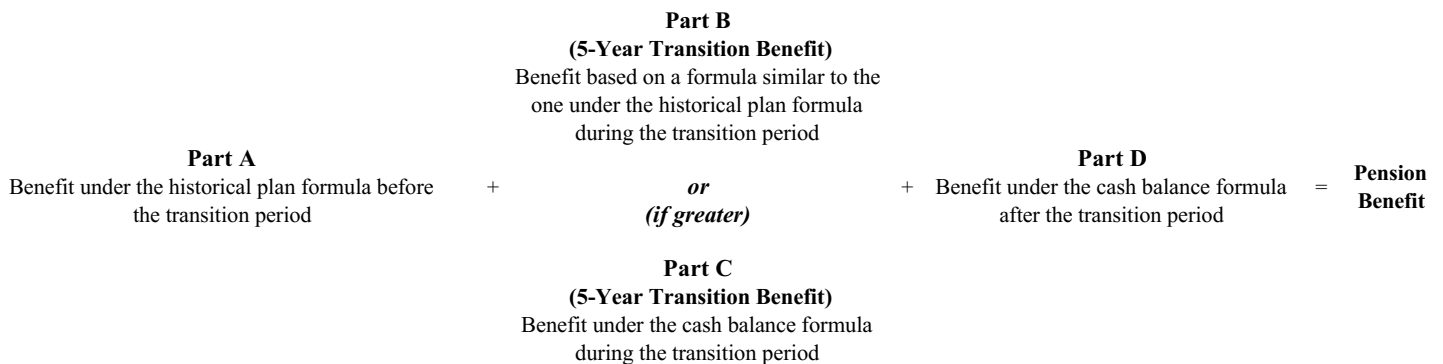 Part A
Benefit under the historical plan formula before
the transition period
+
Part B
(5-Year Transition Benefit)
Benefit based on a formula similar to the
one under the historical plan formula
during the transition period
or
(if greater)
Part C
(5-Year Transition Benefit)
Benefit under the cash balance formula
during the transition period
+
Part D
Benefit under the cash balance formula
after the transition period
=
Pension
Benefit